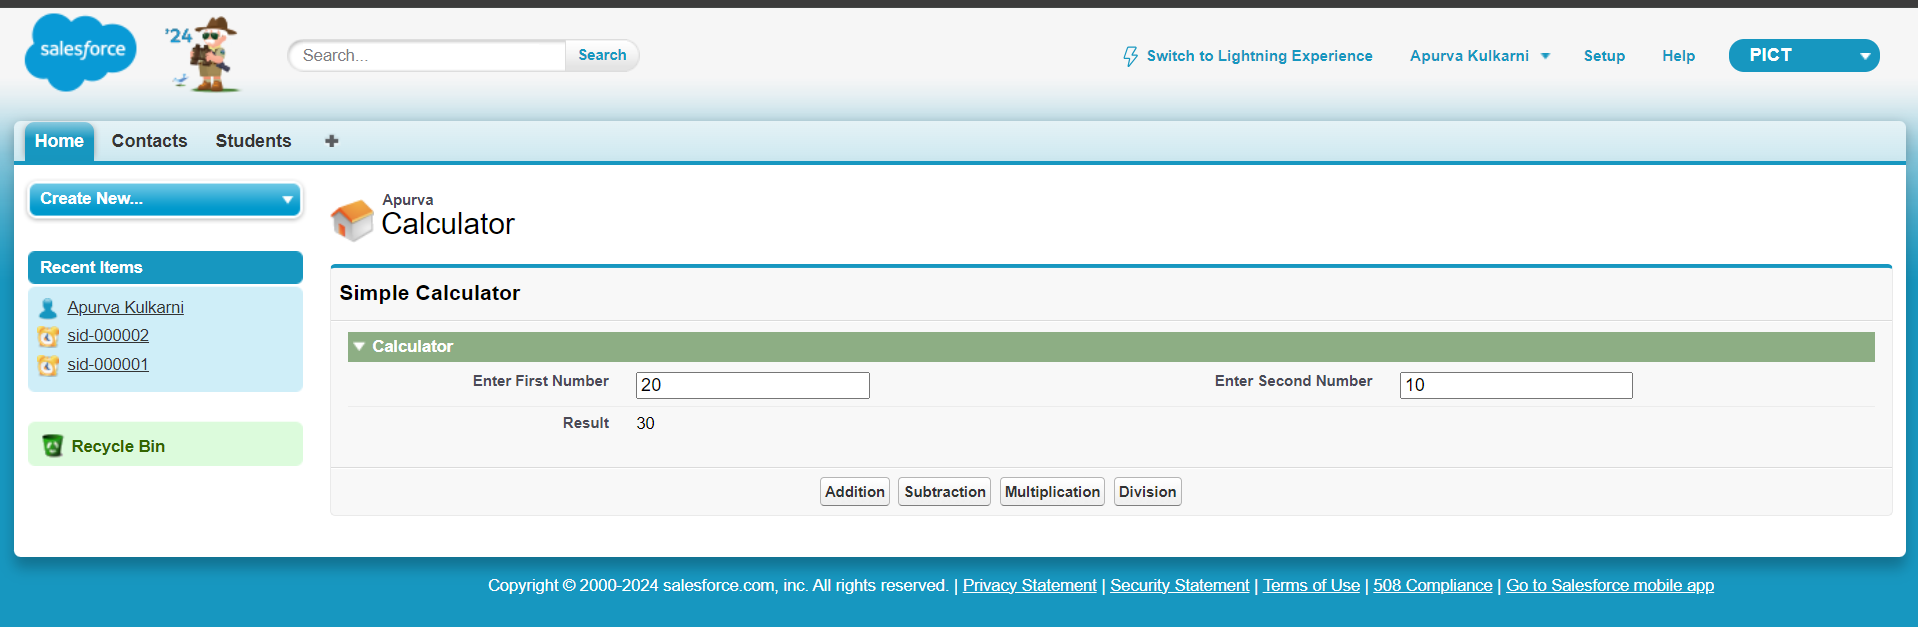 salesforce
'24
Search...
Search
Switch to Lightning Experience
Apurva Kulkarni
Setup
Help
PICT
Home
Contacts
Students
+
Create New...
Recent Items
Apurva Kulkarni
sid-000002
sid-000001
Recycle Bin
Apurva
Calculator
Simple Calculator
Calculator
Enter First Number
20
Enter Second Number
10
Result
30
Addition
Subtraction
Multiplication
Division
Copyright © 2000-2024 salesforce.com, inc. All rights reserved. | Privacy Statement | Security Statement | Terms of Use | 508 Compliance | Go to Salesforce mobile app